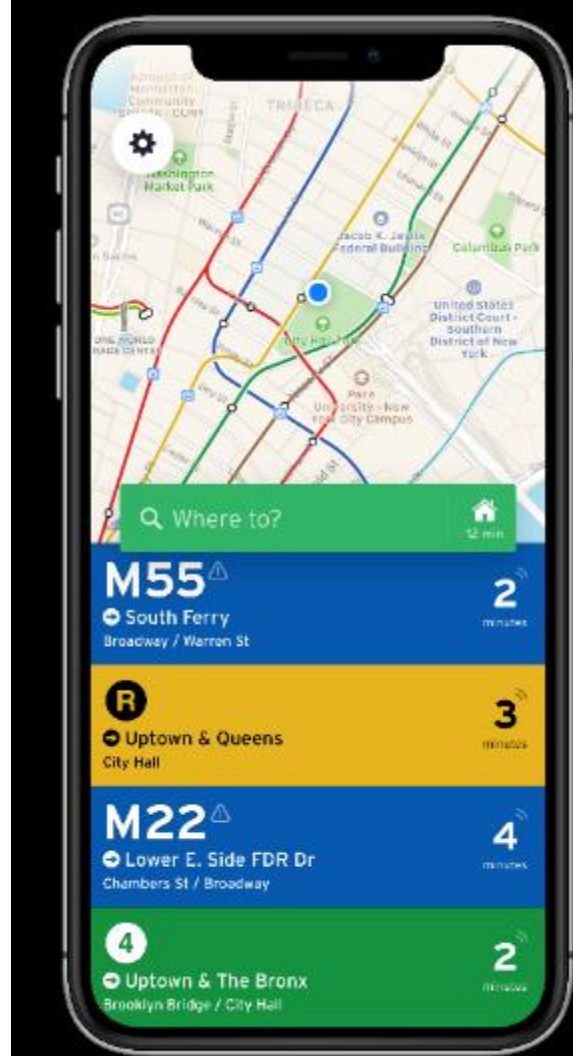 TRIBECA
Washington
Market Park
Jacob K. Javits
Federal Building
Columbus Park
United States
District Court -
Southern
District of New
York
City Hall Park
Pace
University - New
York City Campus
Where to?
12 min
M55
South Ferry
Broadway / Warren St
2
minutes
R
Uptown & Queens
City Hall
3
minutes
M22
Lower E. Side FDR Dr
Chambers St / Broadway
4
minutes
4
Uptown & The Bronx
Brooklyn Bridge / City Hall
2
minutes